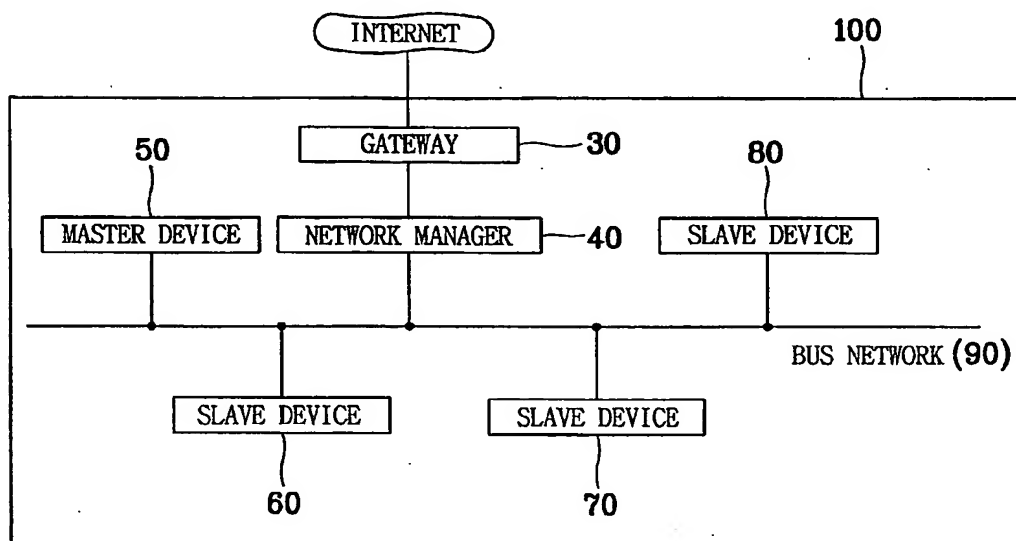 INTERNET
100
GATEWAY
30
50
80
MASTER DEVICE
NETWORK MANAGER
40
SLAVE DEVICE
BUS NETWORK (90)
SLAVE DEVICE
SLAVE DEVICE
60
70